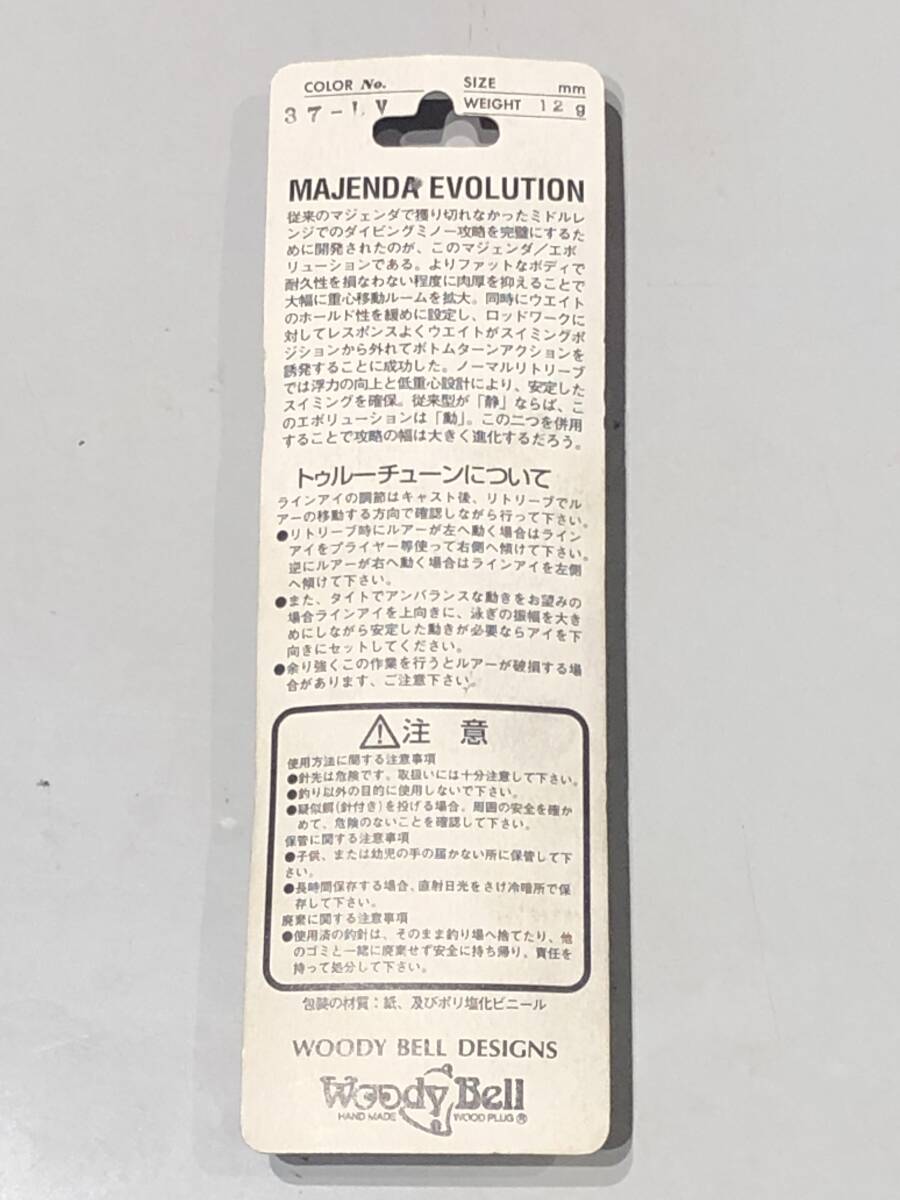 COLOR No.
SIZE mm
37-LV
WEIGHT 12 g
MAJENDA EVOLUTION
従来のマジェンダで獲り切れなかったミドルレ
ンジでのダイビングミノー攻略を完璧にするた
めに開発されたのが、このマジェンダ/エボ
リューションである。よりファットなボディで
耐久性を損なわない程度に肉厚を抑えることで
大幅に重心移動ルームを拡大。同時にウエイト
のホールド性を緩めに設定し、ロッドワークに
対してレスポンスよくウエイトがスイミングポ
ジションから外れてボトムターンアクションを
誘発することに成功した。ノーマルリトリーブ
では浮力の向上と低重心設計により、安定した
スイミングを確保。従来型が「静」ならば、こ
のエボリューションは「動」。この二つを併用
することで攻略の幅は大きく進化するだろう。
トゥルーチューンについて
ラインアイの調節はキャスト後、リトリーブでル
アーの移動する方向で確認しながら行って下さい。
●リトリーブ時にルアーが左へ動く場合はライン
アイをプライヤー等使って右側へ傾けて下さい。
逆にルアーが右へ動く場合はラインアイを左側
へ傾けて下さい。
●また、タイトでアンバランスな動きをお望みの
場合ラインアイを上向きに、泳ぎの振幅を大き
めにしながら安定した動きが必要ならアイを下
向きにセットしてください。
●余り強くこの作業を行うとルアーが破損する場
合があります、ご注意下さい。
注 意
使用方法に関する注意事項
●針先は危険です。取扱いには十分注意して下さい。
●釣り以外の目的に使用しないで下さい。
●疑似餌(針付き)を投げる場合。周囲の安全を確か
めて、危険のないことを確認して下さい。
保管に関する注意事項
●子供、または幼児の手の届かない所に保管して下
さい。
●長時間保存する場合、直射日光をさけ冷暗所で保
存して下さい。
廃棄に関する注意事項
●使用済の釣針は、そのまま釣り場へ捨てたり、他
のゴミと一緒に廃棄せず安全に持ち帰り、責任を
持って処分して下さい。
包装の材質：紙、及びポリ塩化ビニール
WOODY BELL DESIGNS
Woody Bell
HAND MADE WOOD PLUG ®